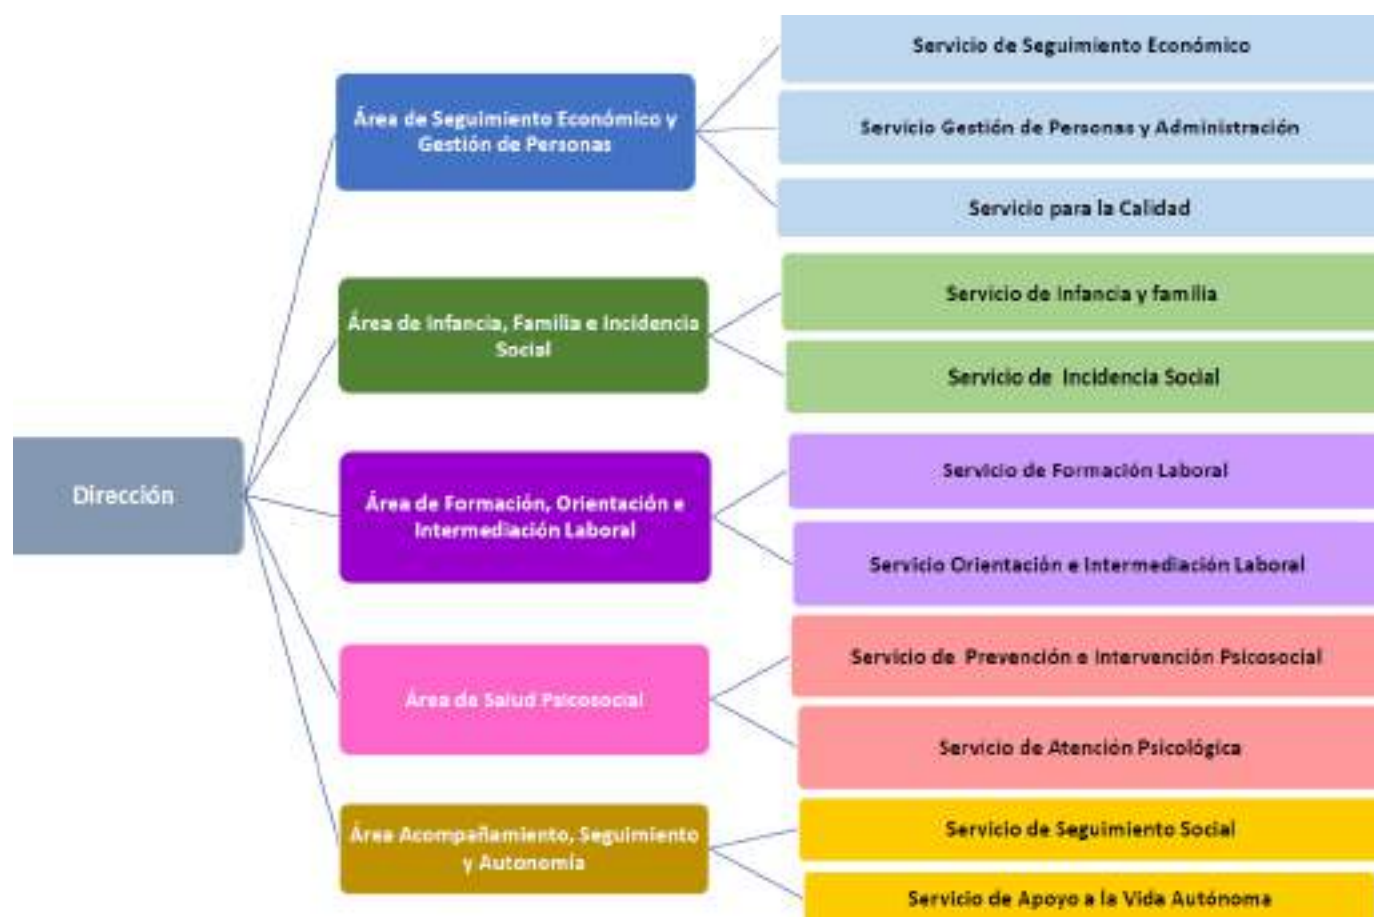 Dirección
Área de Seguimiento Económico y
Gestión de Personas
Servicio de Seguimiento Económico
Servicio Gestión de Personas y Administración
Servicio para la Calidad
Área de Infancia, Familia e Incidencia
Social
Servicio de Infancia y familia
Servicio de Incidencia Social
Área de Formación, Orientación e
Intermediación Laboral
Servicio de Formación Laboral
Servicio Orientación e Intermediación Laboral
Área de Salud Psicosocial
Servicio de Prevención e Intervención Psicosocial
Servicio de Atención Psicológica
Área Acompañamiento, Seguimiento
y Autonomía
Servicio de Seguimiento Social
Servicio de Apoyo a la Vida Autónoma